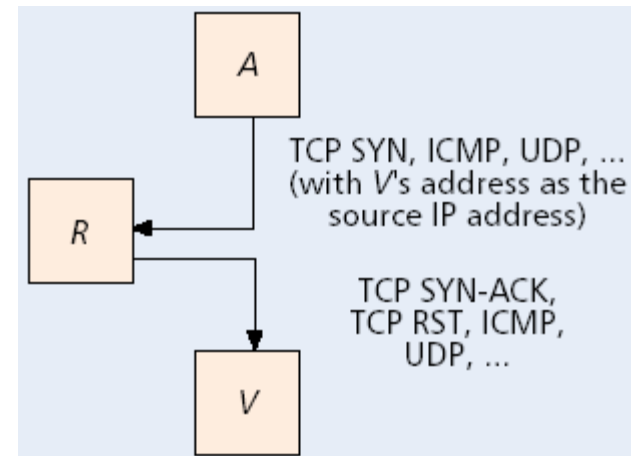 A
TCP SYN, ICMP, UDP, ...
(with V's address as the
source IP address)
R
TCP SYN-ACK,
TCP RST, ICMP,
UDP, ...
V